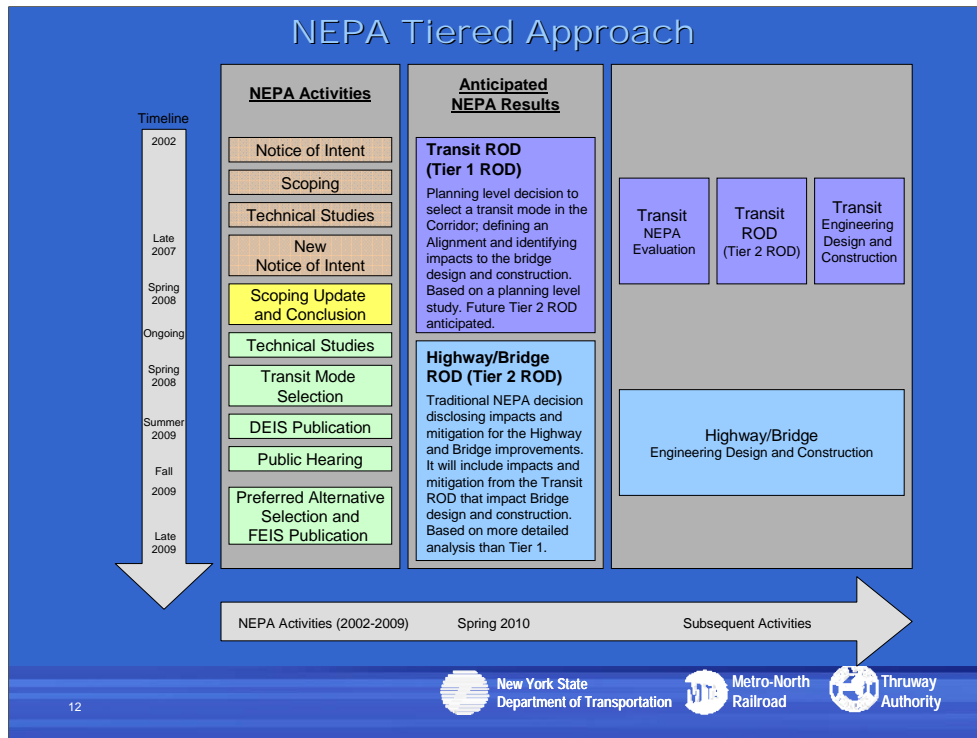 NEPA Tiered Approach
Timeline
2002
Late
2007
Spring
2008
Ongoing
Spring
2008
Summer
2009
Fall
2009
Late
2009
NEPA Activities
Notice of Intent
Scoping
Technical Studies
New
Notice of Intent
Scoping Update
and Conclusion
Technical Studies
Transit Mode
Selection
DEIS Publication
Public Hearing
Preferred Alternative
Selection and
FEIS Publication
Anticipated
NEPA Results
Transit ROD
(Tier 1 ROD)
Planning level decision to
select a transit mode in the
Corridor; defining an
Alignment and identifying
impacts to the bridge
design and construction.
Based on a planning level
study. Future Tier 2 ROD
anticipated.
Highway/Bridge
ROD (Tier 2 ROD)
Traditional NEPA decision
disclosing impacts and
mitigation for the Highway
and Bridge improvements.
It will include impacts and
mitigation from the Transit
ROD that impact Bridge
design and construction.
Based on more detailed
analysis than Tier 1.
Transit
NEPA
Evaluation
Transit
ROD
(Tier 2 ROD)
Transit
Engineering
Design and
Construction
Highway/Bridge
Engineering Design and Construction
NEPA Activities (2002-2009)
Spring 2010
Subsequent Activities
12
New York State
Department of Transportation
Metro-North
Railroad
Thruway
Authority